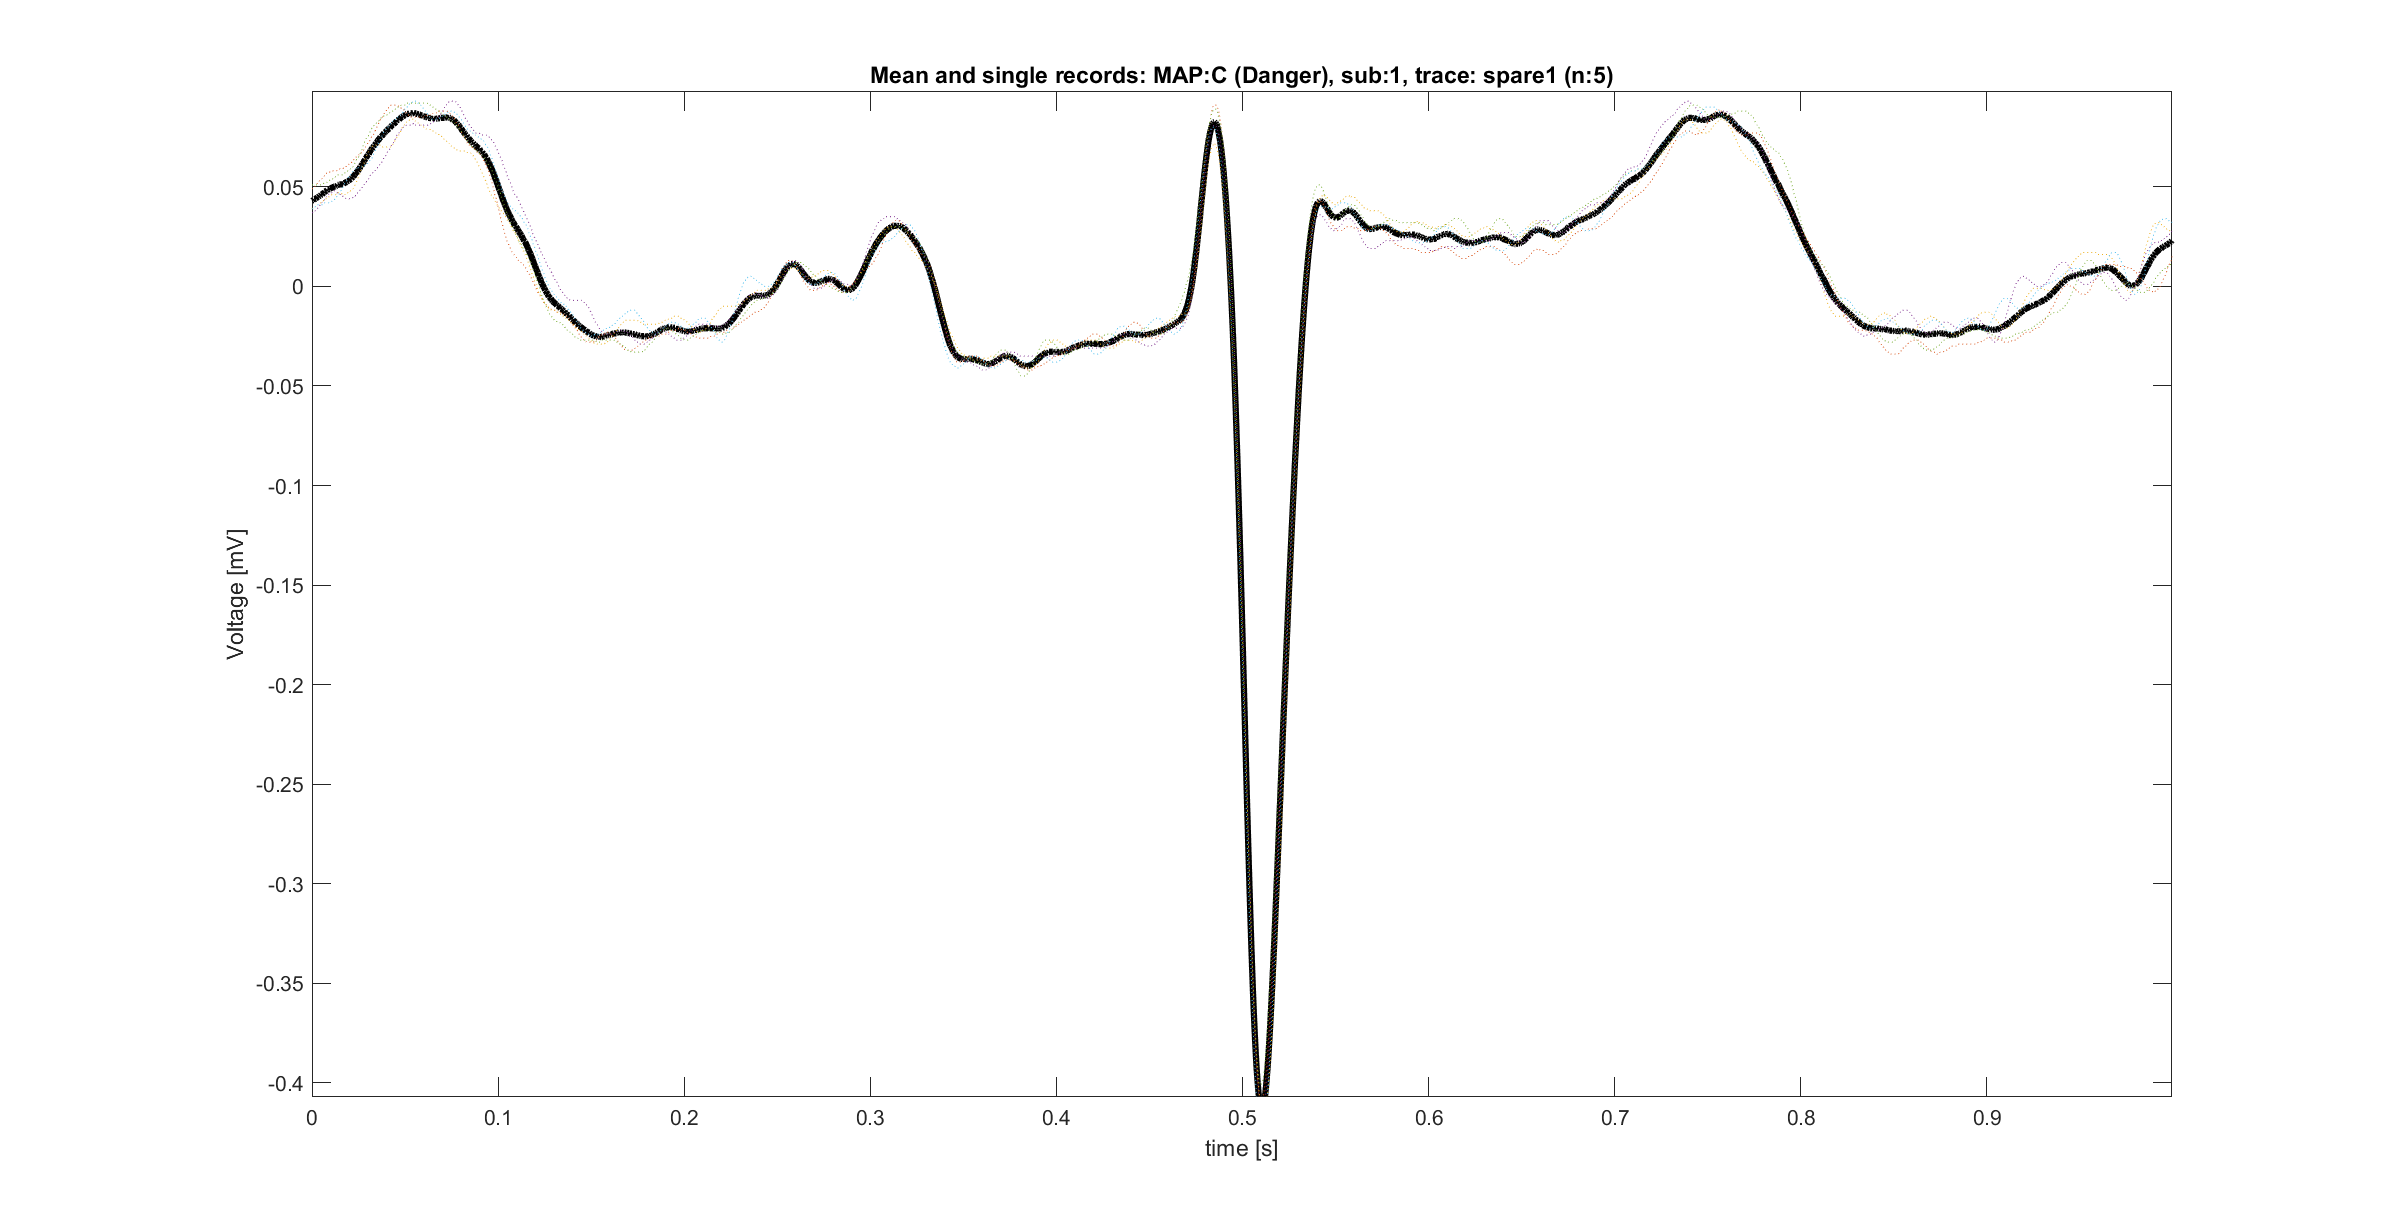 Mean and single records: MAP:C (Danger), sub:1, trace: spare1 (n:5)
0.05
0
-0.05
-0.1
-0.15
-0.2
-0.25
-0.3
-0.35
-0.4
Voltage [mV]
0 0.1 0.2 0.3 0.4 0.5 0.6 0.7 0.8 0.9
time [s]